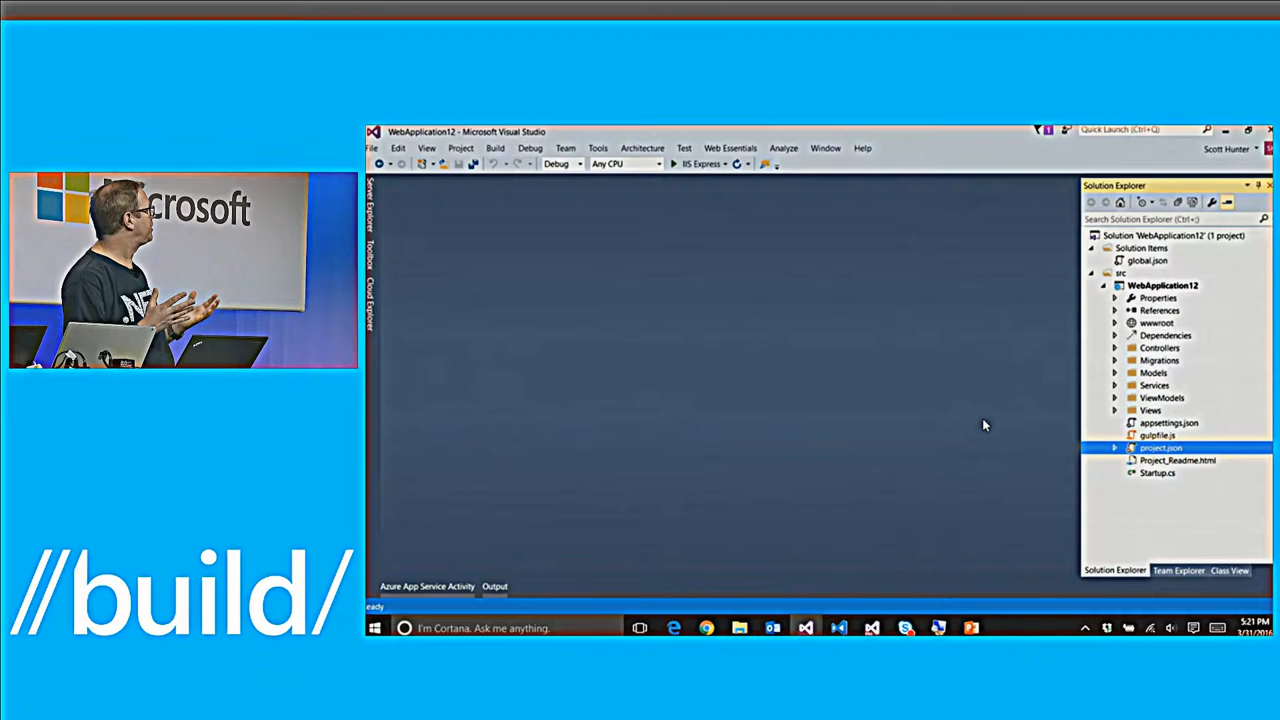 WebApplication12 - Microsoft Visual Studio
1
Quick Launch (Ctrl+Q)
File Edit View Project Build Debug Team Tools Architecture Test Web Essentials Analyze Window Help
Scott Hunter
Debug Any CPU IIS Express
Server Explorer
Toolbox
Cloud Explorer
Solution Explorer
Search Solution Explorer (Ctrl+;)
Solution 'WebApplication12' (1 project)
Solution Items
global.json
src
WebApplication12
Properties
References
wwwroot
Dependencies
Controllers
Migrations
Models
Services
ViewModels
Views
appsettings.json
gulpfile.js
project.json
Project_Readme.html
Startup.cs
Solution Explorer Team Explorer Class View
Azure App Service Activity Output
eady
I'm Cortana. Ask me anything.
5:21 PM
3/31/2016
crosoft
.NE
//build/